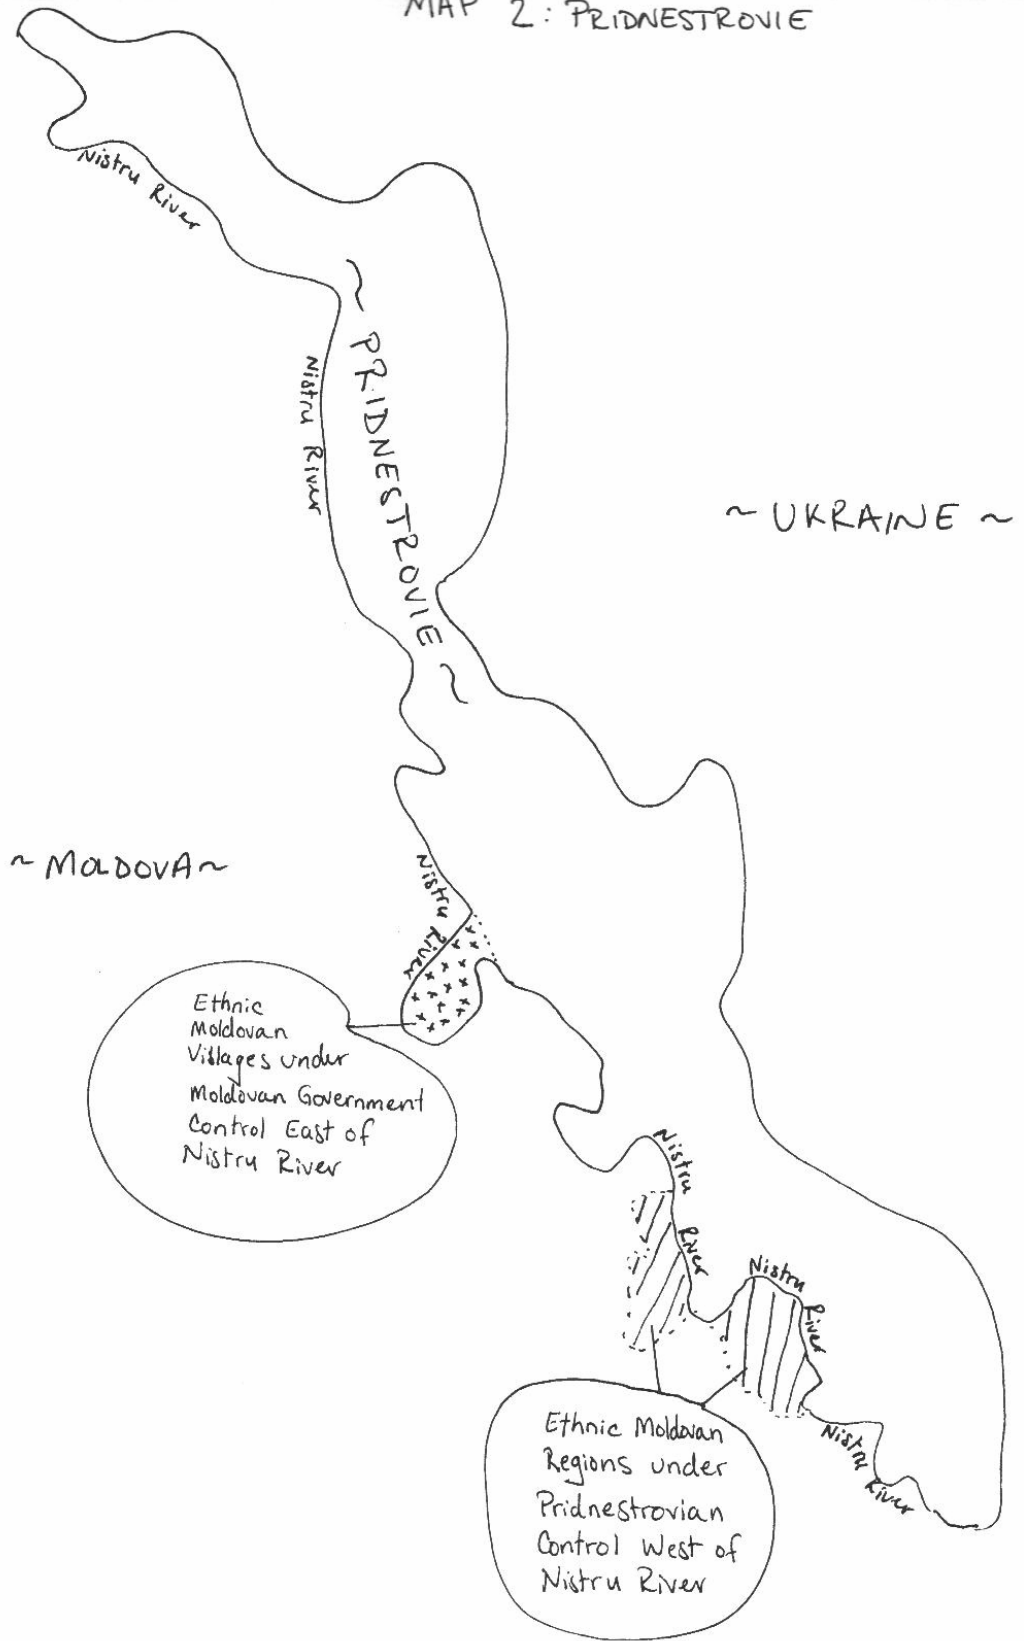 MAP 2: PRIDNESTROVIE
Nistru River
~ PRIDNESTROVIE ~
Nistru River
~ UKRAINE ~
~ MOLDOVA ~
Nistru River
Ethnic
Moldovan
Villages under
Moldovan Government
Control East of
Nistru River
Nistru River
Nistru River
Nistru River
Ethnic Moldovan
Regions under
Pridnestrovian
Control West of
Nistru River